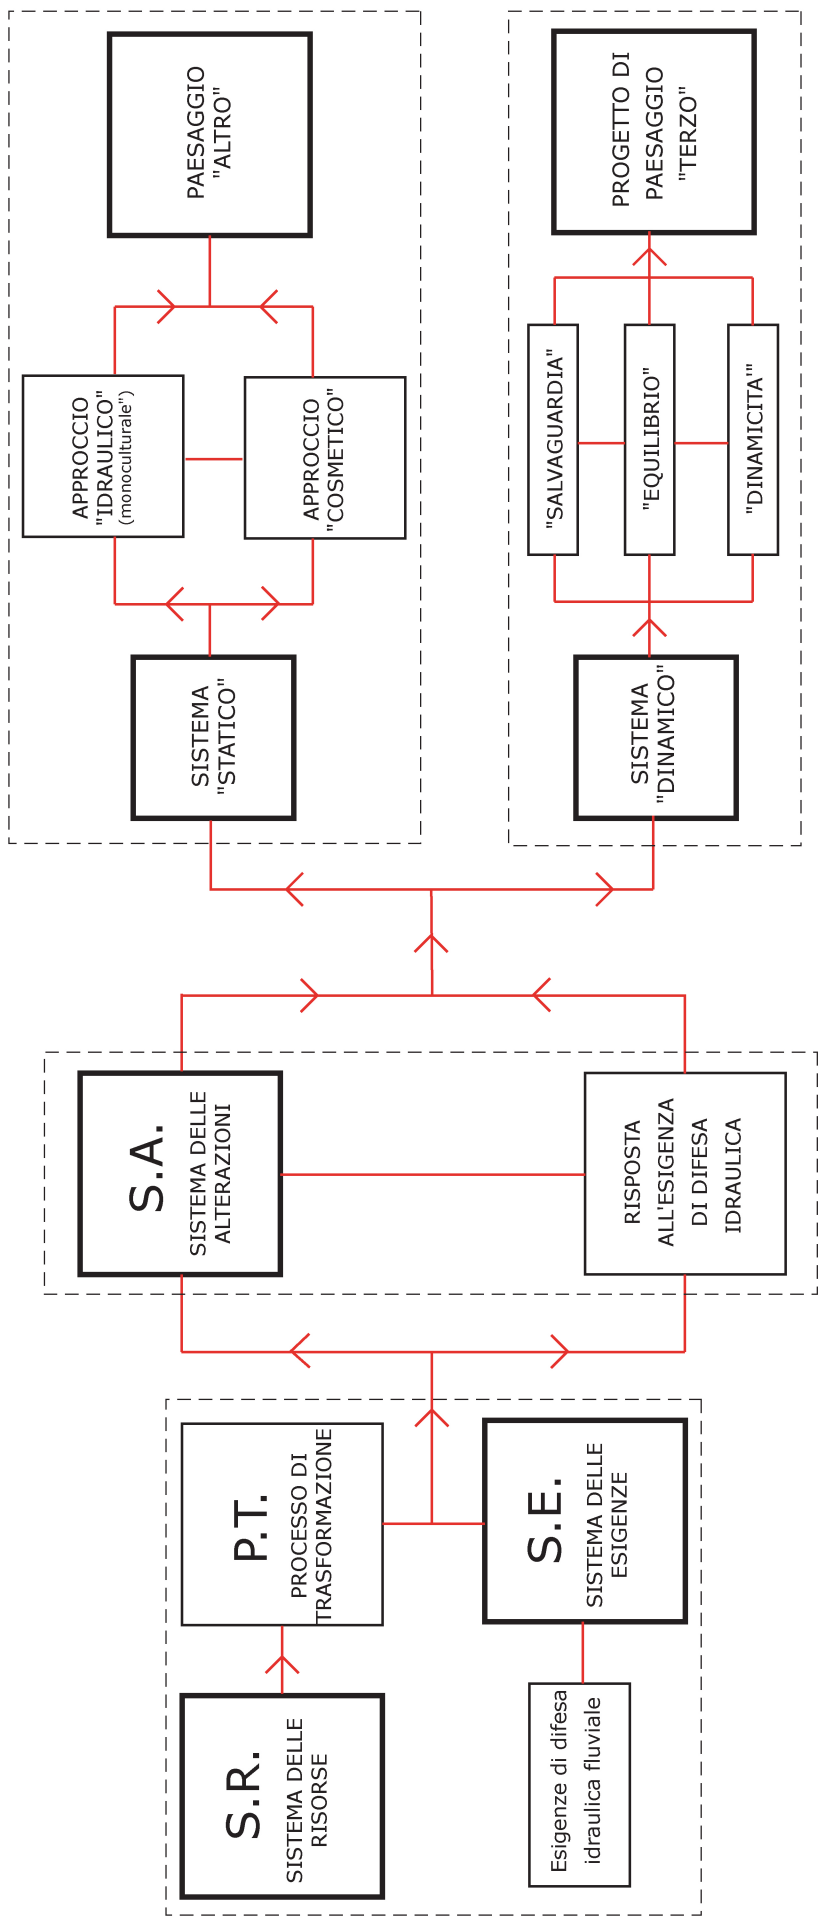 S.R.
SISTEMA DELLE
RISORSE
Esigenze di difesa
idraulica fluviale
P.T.
PROCESSO DI
TRASFORMAZIONE
S.E.
SISTEMA DELLE
ESIGENZE
S.A.
SISTEMA DELLE
ALTERAZIONI
RISPOSTA
ALL'ESIGENZA
DI DIFESA
IDRAULICA
SISTEMA
"STATICO"
APPROCCIO
"IDRAULICO"
(monoculturale")
APPROCCIO
"COSMETICO"
PAESAGGIO
"ALTRO"
SISTEMA
"DINAMICO"
"SALVAGUARDIA"
"EQUILIBRIO"
"DINAMICITA'"
PROGETTO DI
PAESAGGIO
"TERZO"